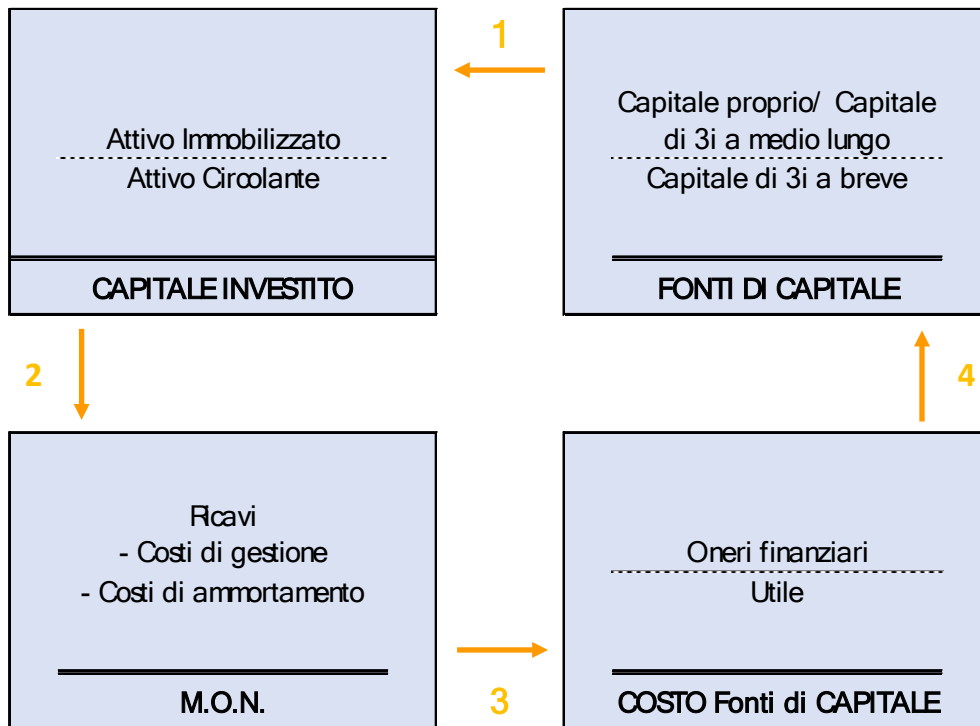 1
Attivo Immobilizzato
Attivo Circolante
CAPITALE INVESTITO
Capitale proprio/ Capitale
di 3i a medio lungo
Capitale di 3i a breve
FONTI DI CAPITALE
2
4
Ricavi
- Costi di gestione
- Costi di ammortamento
M.O.N.
3
Oneri finanziari
Utile
COSTO Fonti di CAPITALE